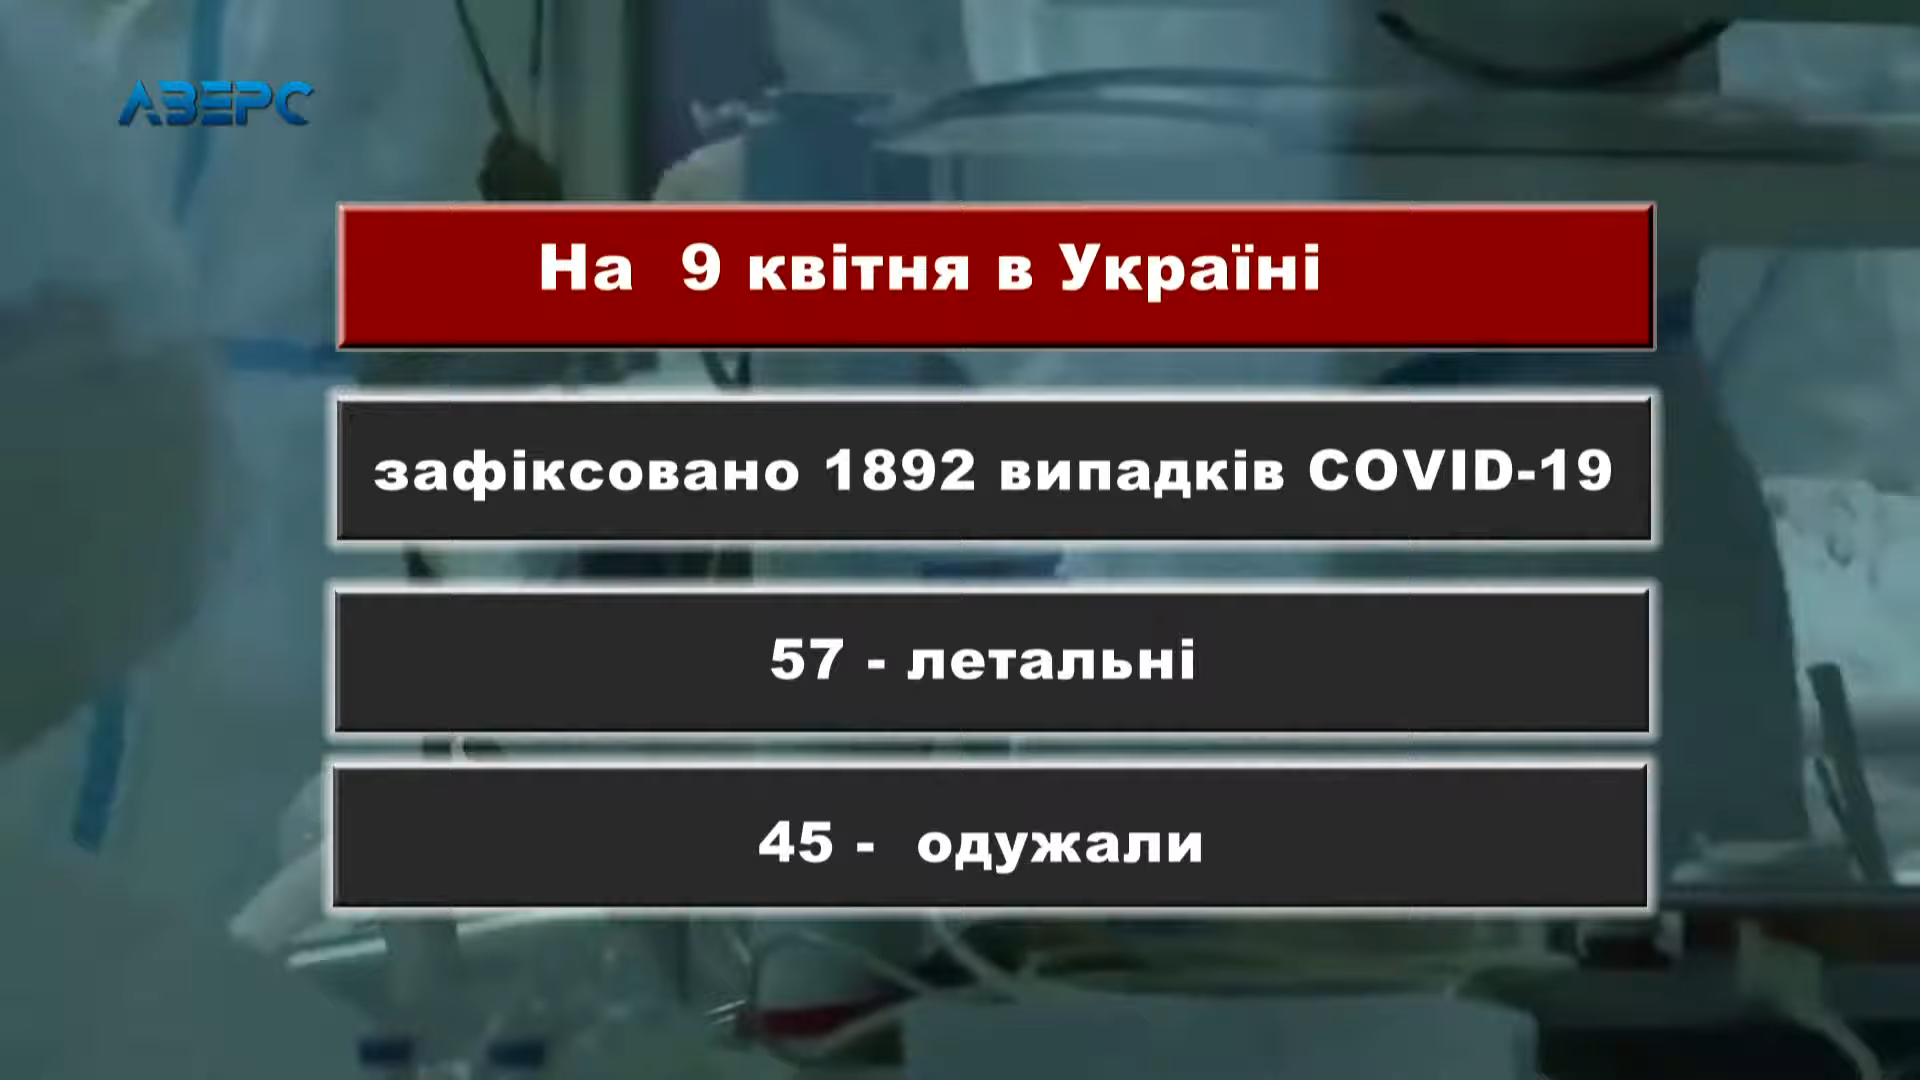 АВЕРС
На 9 квітня в Україні
зафіксовано 1892 випадків COVID-19
57 - летальні
45 - одужали